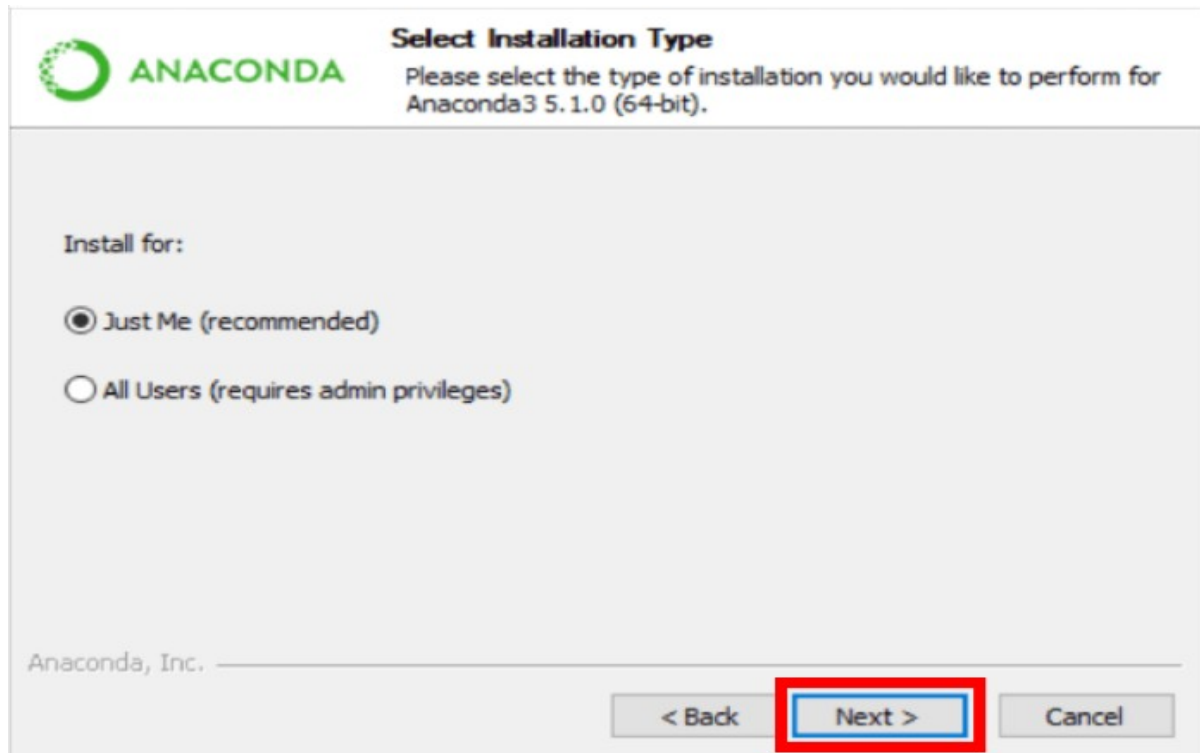 ANACONDA
Select Installation Type
Please select the type of installation you would like to perform for
Anaconda3 5.1.0 (64-bit).
Install for:
Just Me (recommended)
All Users (requires admin privileges)
Anaconda, Inc.
< Back
Next >
Cancel